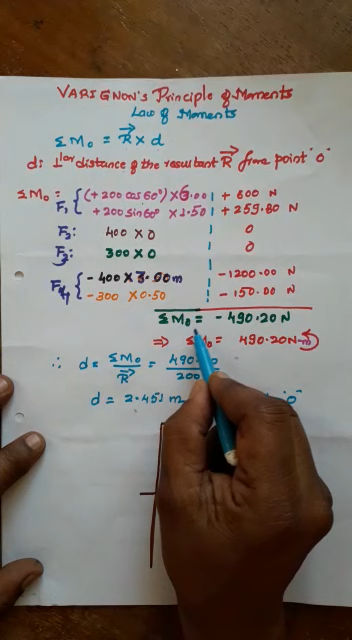 VARIGNON'S Principle of Moments
Law of Moments
ΣM₀ = R⃗ × d
d: ⊥ᵒʳ distance of the resultant R⃗ from point "O"
ΣM₀ =
F₁ { (+200 cos 60°) × 3.00 | + 600 N
+200 sin 60° × 1.50 | + 259.80 N
F₂: 400 × 0 | 0
F₃: 300 × 0 | 0
F₄ { - 400 × 3.00 m | -1200.00 N
- 300 × 0.50 | - 150.00 N
ΣM₀ = - 490.20 N
⇒ ΣM₀ = 490.20 N-m
∴ d = ΣM₀ / R⃗ = 490. / 200
d = 2.451 m "O"